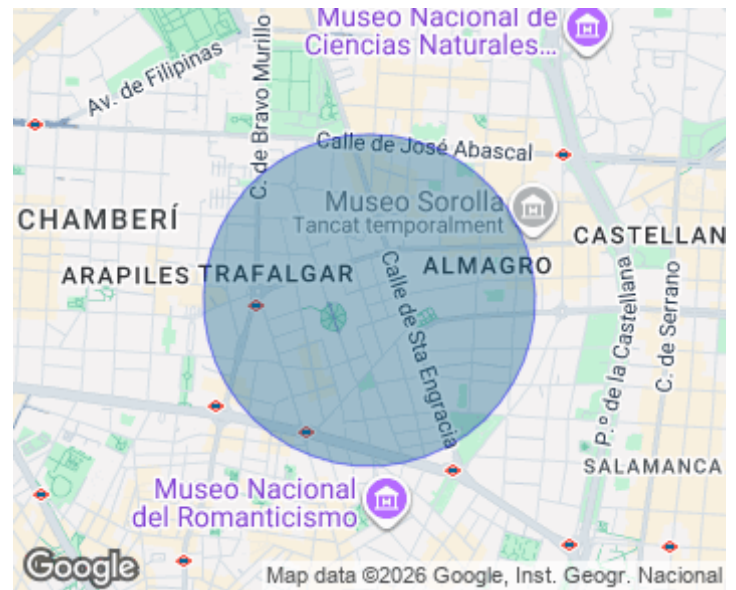 Museo Nacional de
Ciencias Naturales...
Av. de Filipinas
C. de Bravo Murillo
Calle de José Abascal
Museo Sorolla
Tancat temporalment
CHAMBERÍ
CASTELLAN
ARAPILES
TRAFALGAR
ALMAGRO
Calle de Sta Engracia
P.º de la Castellana
C. de Serrano
SALAMANCA
Museo Nacional
del Romanticismo
Google
Map data ©2026 Google, Inst. Geogr. Nacional